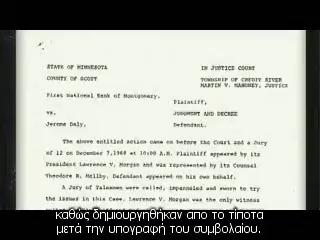 STATE OF MINNESOTA IN JUSTICE COURT
COUNTY OF SCOTT TOWNSHIP OF CREDIT RIVER
MARTIN V. MAHONEY, JUSTICE
First National Bank of Montgomery,
Plaintiff,
vs. JUDGMENT AND DECREE
Jerome Daly,
Defendant.
The above entitled action came on before the Court and a Jury
of 12 on December 7,1968 at 10:00 A.M. Plaintiff appeared by its
President Lawrence V. Morgan and was represented by its Counsel
Theodore R. Mellby. Defendant appeared on his own behalf.
A Jury of Talesmen were called, impanneled and sworn to try
the issues in this Case. Lawrence V. Morgan was the only witness
καθώς δημιουργήθηκαν απο το τίποτα
μετά την υπογραφή του συμβολαίου.